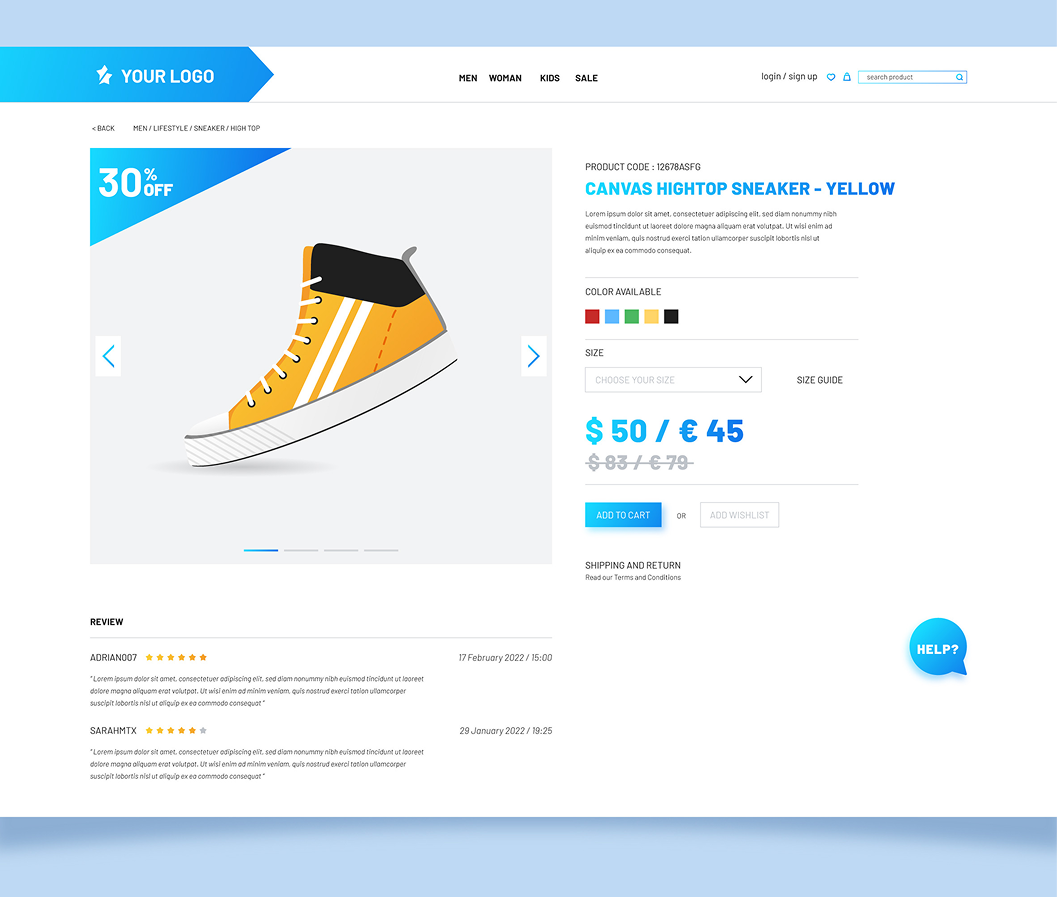 YOUR LOGO
MEN WOMAN KIDS SALE
login / sign up
search product
< BACK
MEN / LIFESTYLE / SNEAKER / HIGH TOP
30% OFF
PRODUCT CODE : 12678ASFG
CANVAS HIGHTOP SNEAKER - YELLOW
Lorem ipsum dolor sit amet, consectetuer adipiscing elit, sed diam nonummy nibh
euismod tincidunt ut laoreet dolore magna aliquam erat volutpat. Ut wisi enim ad
minim veniam, quis nostrud exerci tation ullamcorper suscipit lobortis nisl ut
aliquip ex ea commodo consequat.
COLOR AVAILABLE
SIZE
CHOOSE YOUR SIZE
SIZE GUIDE
$ 50 / € 45
$ 83 / € 79
ADD TO CART
OR
ADD WISHLIST
SHIPPING AND RETURN
Read our Terms and Conditions
REVIEW
ADRIAN007
17 February 2022 / 15:00
" Lorem ipsum dolor sit amet, consectetuer adipiscing elit, sed diam nonummy nibh euismod tincidunt ut laoreet
dolore magna aliquam erat volutpat. Ut wisi enim ad minim veniam, quis nostrud exerci tation ullamcorper
suscipit lobortis nisl ut aliquip ex ea commodo consequat "
SARAHMTX
29 January 2022 / 19:25
" Lorem ipsum dolor sit amet, consectetuer adipiscing elit, sed diam nonummy nibh euismod tincidunt ut laoreet
dolore magna aliquam erat volutpat. Ut wisi enim ad minim veniam, quis nostrud exerci tation ullamcorper
suscipit lobortis nisl ut aliquip ex ea commodo consequat "
HELP?